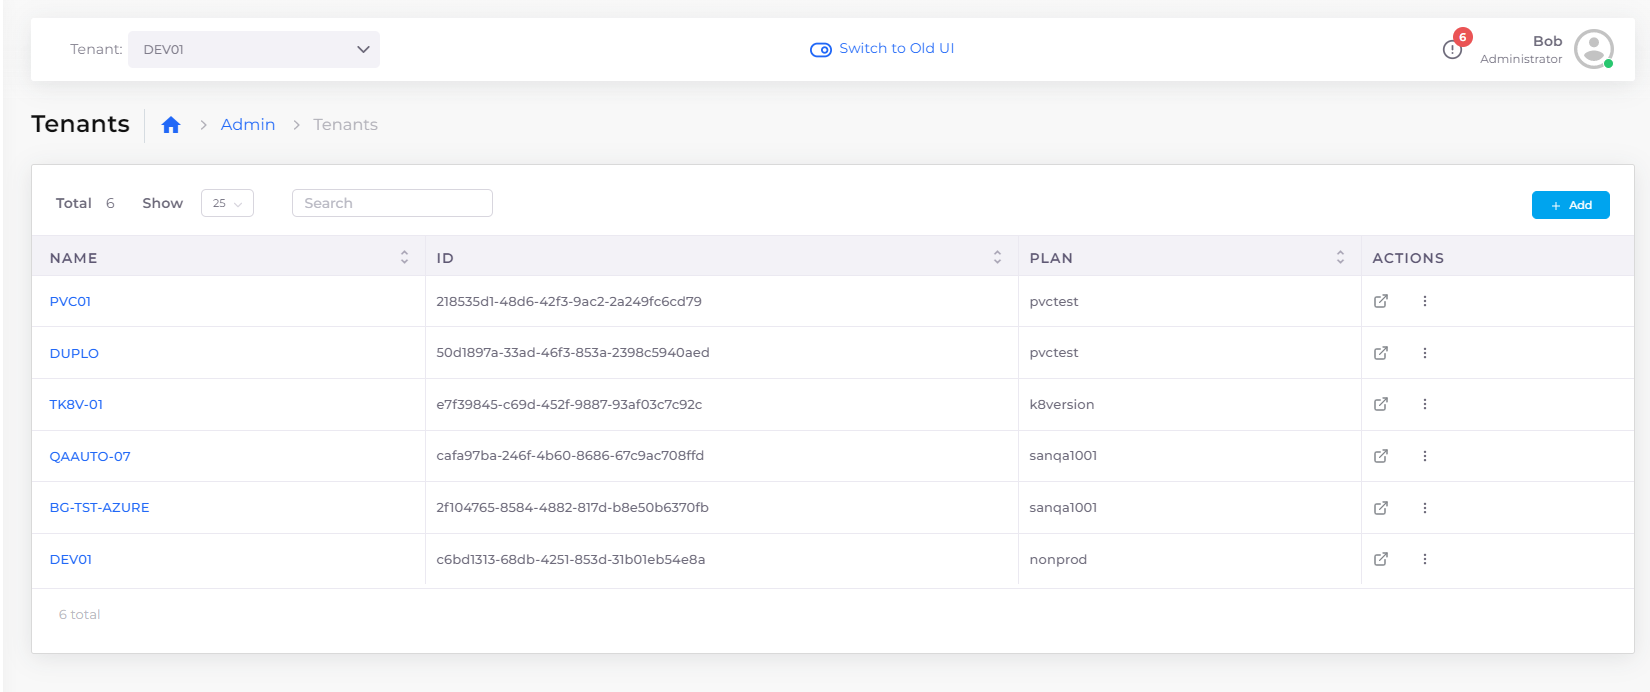 Tenant: DEV01 Switch to Old UI 6 Bob
Administrator
Tenants Admin Tenants
Total 6 Show 25 Search + Add
NAME ID PLAN ACTIONS
PVC01 218535d1-48d6-42f3-9ac2-2a249fc6cd79 pvctest
DUPLO 50d1897a-33ad-46f3-853a-2398c5940aed pvctest
TK8V-01 e7f39845-c69d-452f-9887-93af03c7c92c k8version
QAAUTO-07 cafa97ba-246f-4b60-8686-67c9ac708ffd sanqa1001
BG-TST-AZURE 2f104765-8584-4882-817d-b8e50b6370fb sanqa1001
DEV01 c6bd1313-68db-4251-853d-31b01eb54e8a nonprod
6 total